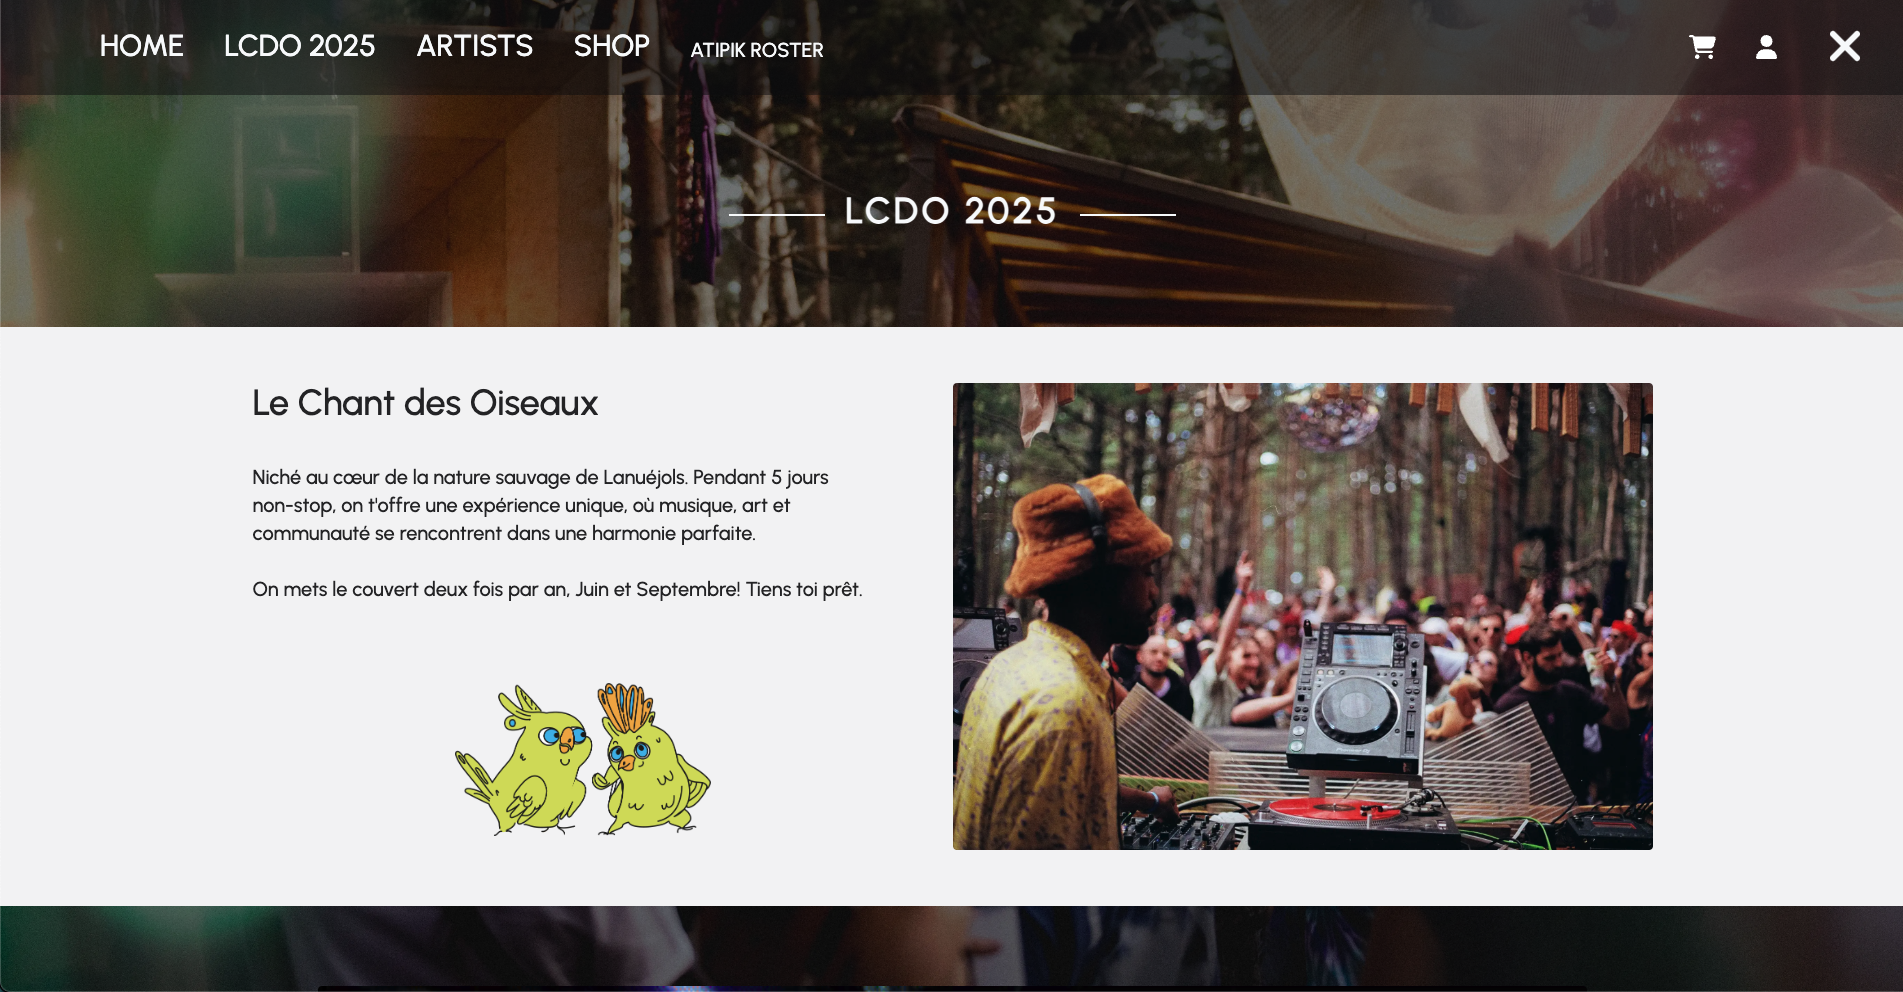 HOME LCDO 2025 ARTISTS SHOP ATIPIK ROSTER
LCDO 2025
Le Chant des Oiseaux
Niché au cœur de la nature sauvage de Lanuéjols. Pendant 5 jours
non-stop, on t'offre une expérience unique, où musique, art et
communauté se rencontrent dans une harmonie parfaite.
On mets le couvert deux fois par an, Juin et Septembre! Tiens toi prêt.